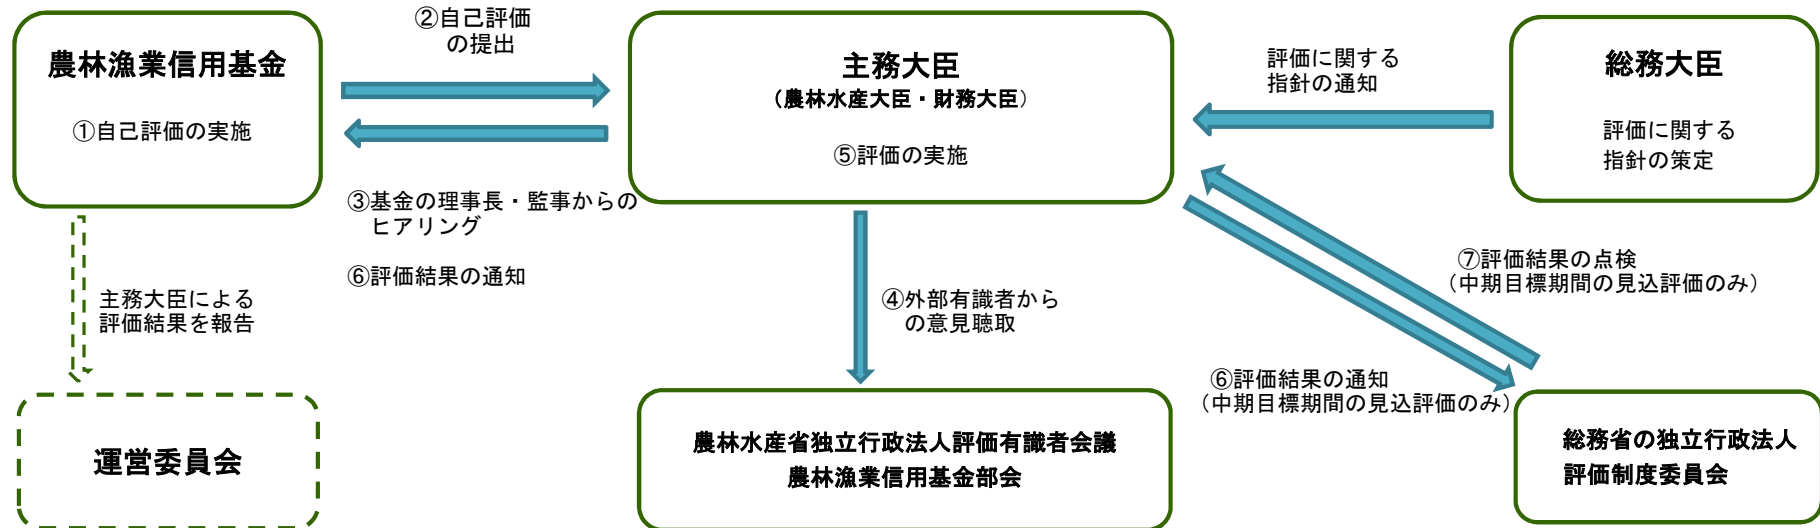 農林漁業信用基金
①自己評価の実施
②自己評価
の提出
主務大臣
（農林水産大臣・財務大臣）
⑤評価の実施
評価に関する
指針の通知
総務大臣
評価に関する
指針の策定
③基金の理事長・監事からの
ヒアリング
⑥評価結果の通知
主務大臣による
評価結果を報告
④外部有識者から
の意見聴取
⑦評価結果の点検
（中期目標期間の見込評価のみ）
⑥評価結果の通知
（中期目標期間の見込評価のみ）
運営委員会
農林水産省独立行政法人評価有識者会議
農林漁業信用基金部会
総務省の独立行政法人
評価制度委員会